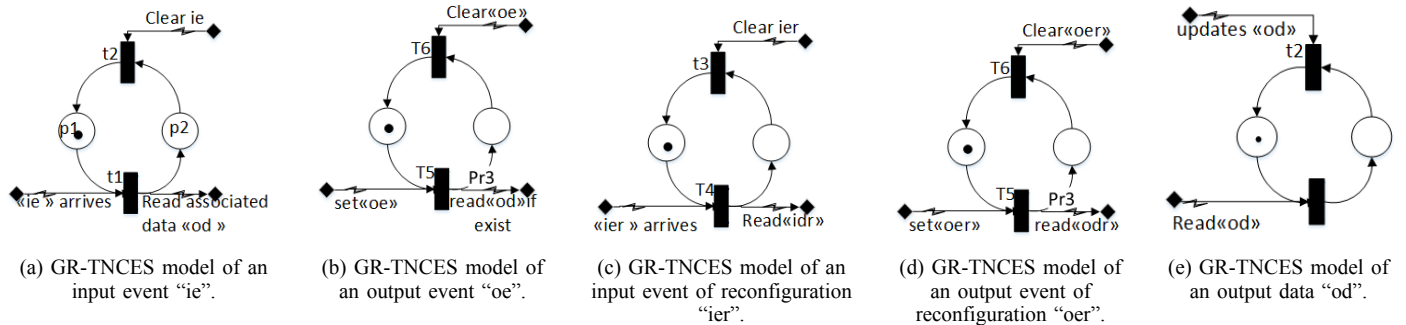 Clear ie
t2
p1
p2
t1
«ie » arrives
Read associated
data «od »
(a) GR-TNCES model of an
input event “ie”.
Clear«oe»
T6
T5
Pr3
set«oe»
read«od»if
exist
(b) GR-TNCES model of
an output event “oe”.
Clear ier
t3
T4
«ier » arrives
Read«idr»
(c) GR-TNCES model of an
input event of reconfiguration
“ier”.
Clear«oer»
T6
T5
Pr3
set«oer»
read«odr»
(d) GR-TNCES model of
an output event of
reconfiguration “oer”.
updates «od»
t2
Read«od»
(e) GR-TNCES model of
an output data “od”.